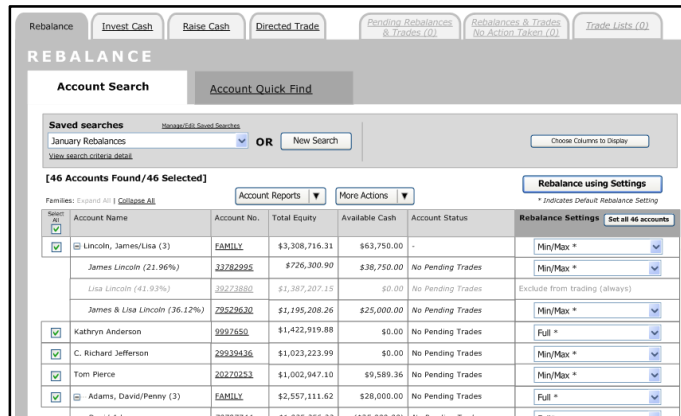 Rebalance Invest Cash Raise Cash Directed Trade Pending Rebalances Rebalances & Trades Trade Lists (0)
& Trades (0) No Action Taken (0)
REBALANCE
Account Search Account Quick Find
Saved searches Manage/Edit Saved Searches
January Rebalances OR New Search Choose Columns to Display
View search criteria detail
[46 Accounts Found/46 Selected] Rebalance using Settings
Families: Expand All | Collapse All Account Reports More Actions * Indicates Default Rebalance Setting
Select All Account Name Account No. Total Equity Available Cash Account Status Rebalance Settings Set all 46 accounts
Lincoln, James/Lisa (3) FAMILY $3,308,716.31 $63,750.00 - Min/Max *
James Lincoln (21.96%) 33782995 $726,300.90 $38,750.00 No Pending Trades Min/Max *
Lisa Lincoln (41.93%) 39273880 $1,387,207.15 $0.00 No Pending Trades Exclude from trading (always)
James & Lisa Lincoln (36.12%) 79529630 $1,195,208.26 $25,000.00 No Pending Trades Min/Max *
Kathryn Anderson 9997650 $1,422,919.88 $0.00 No Pending Trades Full *
C. Richard Jefferson 29939436 $1,023,223.99 $0.00 No Pending Trades Min/Max *
Tom Pierce 20270253 $1,002,947.10 $9,589.36 No Pending Trades Min/Max *
Adams, David/Penny (3) FAMILY $2,557,111.62 $28,000.00 No Pending Trades Full *